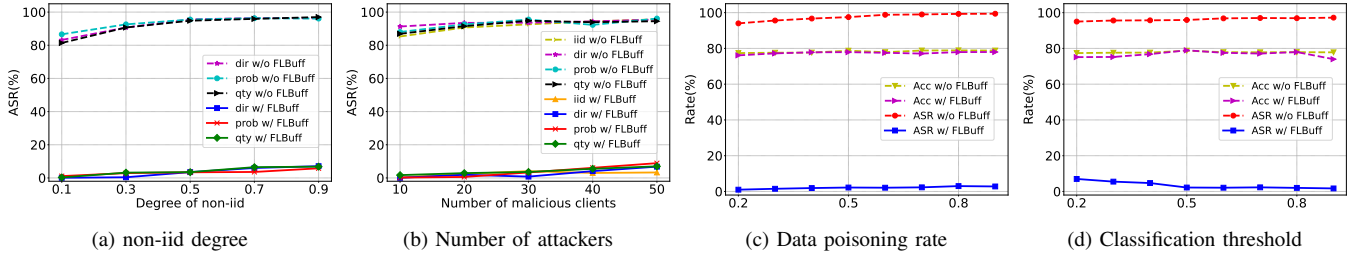 ASR(%)
100
80
60
40
20
0
dir w/o FLBuff
prob w/o FLBuff
qty w/o FLBuff
dir w/ FLBuff
prob w/ FLBuff
qty w/ FLBuff
0.1 0.3 0.5 0.7 0.9
Degree of non-iid
(a) non-iid degree
ASR(%)
100
80
60
40
20
0
iid w/o FLBuff
dir w/o FLBuff
prob w/o FLBuff
qty w/o FLBuff
iid w/ FLBuff
dir w/ FLBuff
prob w/ FLBuff
qty w/ FLBuff
10 20 30 40 50
Number of malicious clients
(b) Number of attackers
Rate(%)
100
80
60
40
20
0
Acc w/o FLBuff
Acc w/ FLBuff
ASR w/o FLBuff
ASR w/ FLBuff
0.2 0.5 0.8
(c) Data poisoning rate
Rate(%)
100
80
60
40
20
0
Acc w/o FLBuff
Acc w/ FLBuff
ASR w/o FLBuff
ASR w/ FLBuff
0.2 0.5 0.8
(d) Classification threshold